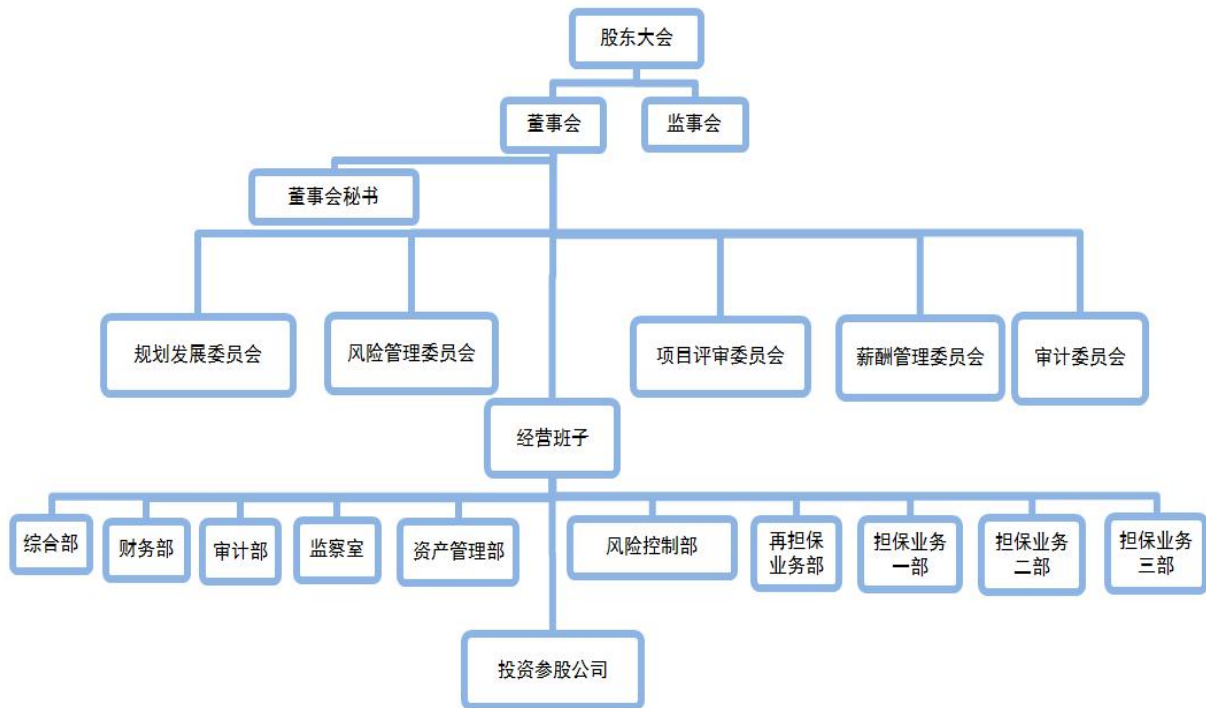 股东大会
董事会
监事会
董事会秘书
规划发展委员会
风险管理委员会
项目评审委员会
薪酬管理委员会
审计委员会
经营班子
综合部
财务部
审计部
监察室
资产管理部
风险控制部
再担保
业务部
担保业务
一部
担保业务
二部
担保业务
三部
投资参股公司